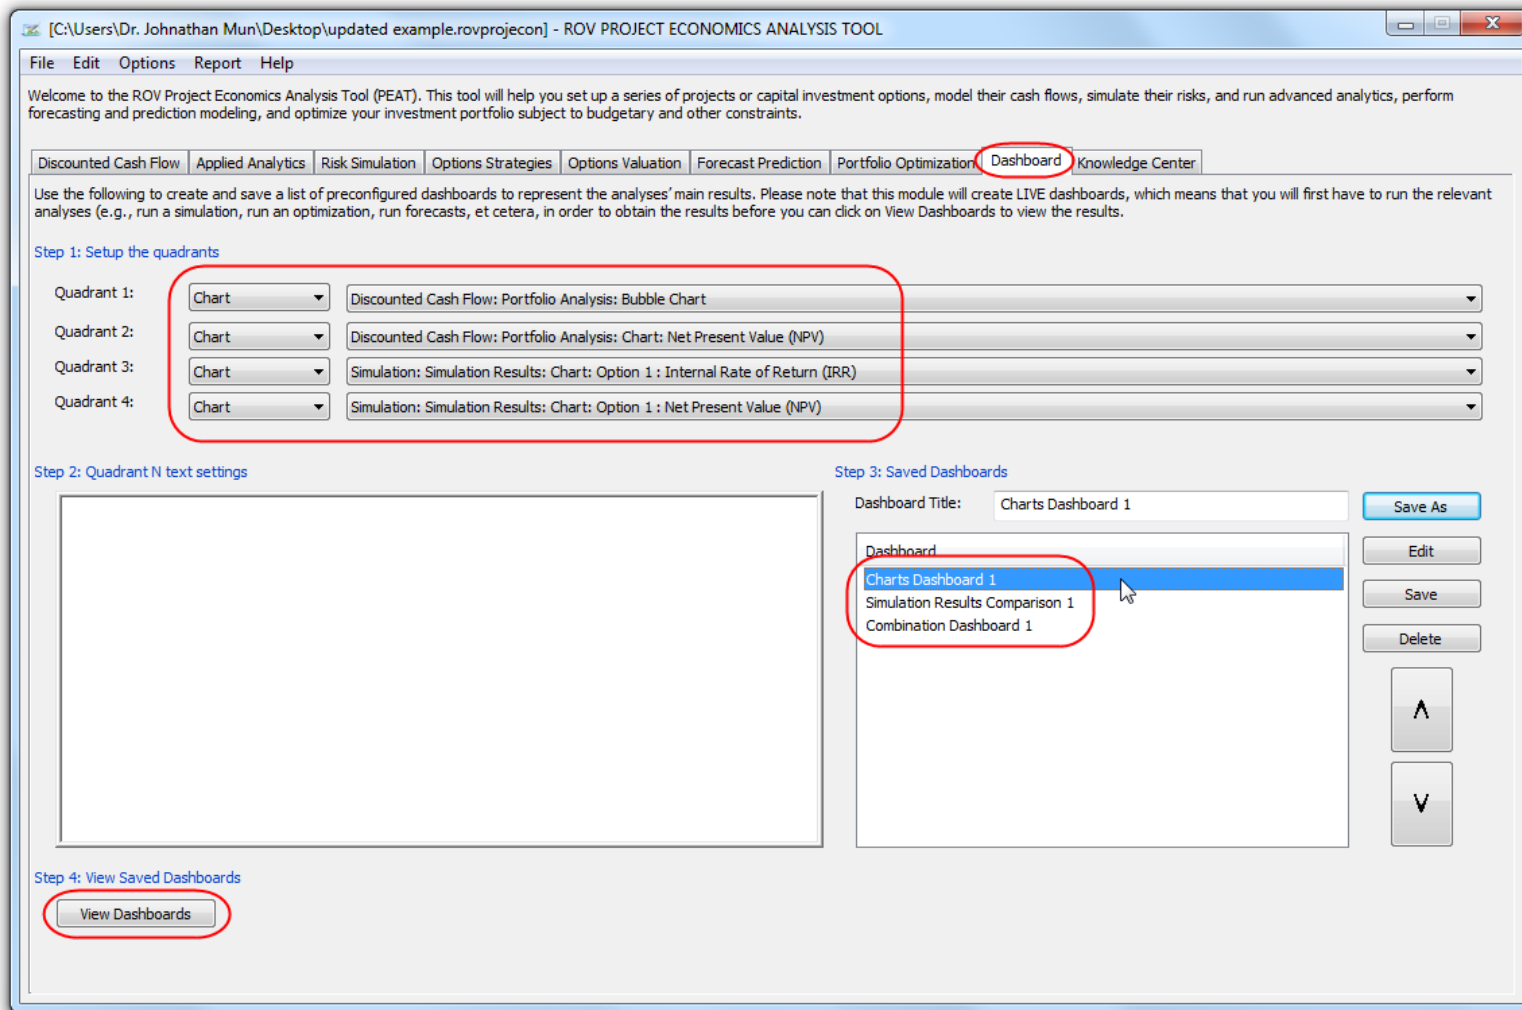 [C:\Users\Dr. Johnathan Mun\Desktop\updated example.rovprojecon] - ROV PROJECT ECONOMICS ANALYSIS TOOL
File Edit Options Report Help
Welcome to the ROV Project Economics Analysis Tool (PEAT). This tool will help you set up a series of projects or capital investment options, model their cash flows, simulate their risks, and run advanced analytics, perform
forecasting and prediction modeling, and optimize your investment portfolio subject to budgetary and other constraints.
Discounted Cash Flow Applied Analytics Risk Simulation Options Strategies Options Valuation Forecast Prediction Portfolio Optimization Dashboard Knowledge Center
Use the following to create and save a list of preconfigured dashboards to represent the analyses' main results. Please note that this module will create LIVE dashboards, which means that you will first have to run the relevant
analyses (e.g., run a simulation, run an optimization, run forecasts, et cetera, in order to obtain the results before you can click on View Dashboards to view the results.
Step 1: Setup the quadrants
Quadrant 1: Chart Discounted Cash Flow: Portfolio Analysis: Bubble Chart
Quadrant 2: Chart Discounted Cash Flow: Portfolio Analysis: Chart: Net Present Value (NPV)
Quadrant 3: Chart Simulation: Simulation Results: Chart: Option 1 : Internal Rate of Return (IRR)
Quadrant 4: Chart Simulation: Simulation Results: Chart: Option 1 : Net Present Value (NPV)
Step 2: Quadrant N text settings
Step 3: Saved Dashboards
Dashboard Title: Charts Dashboard 1 Save As
Dashboard
Charts Dashboard 1
Simulation Results Comparison 1
Combination Dashboard 1
Edit
Save
Delete
Step 4: View Saved Dashboards
View Dashboards